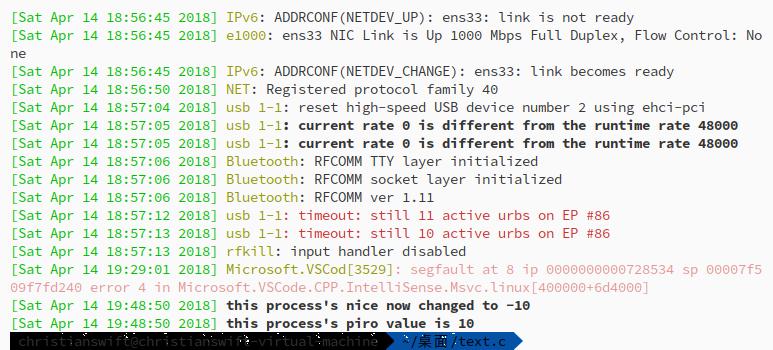 [Sat Apr 14 18:56:45 2018] IPv6: ADDRCONF(NETDEV_UP): ens33: link is not ready
[Sat Apr 14 18:56:45 2018] e1000: ens33 NIC Link is Up 1000 Mbps Full Duplex, Flow Control: No
ne
[Sat Apr 14 18:56:45 2018] IPv6: ADDRCONF(NETDEV_CHANGE): ens33: link becomes ready
[Sat Apr 14 18:56:50 2018] NET: Registered protocol family 40
[Sat Apr 14 18:57:04 2018] usb 1-1: reset high-speed USB device number 2 using ehci-pci
[Sat Apr 14 18:57:05 2018] usb 1-1: current rate 0 is different from the runtime rate 48000
[Sat Apr 14 18:57:05 2018] usb 1-1: current rate 0 is different from the runtime rate 48000
[Sat Apr 14 18:57:06 2018] Bluetooth: RFCOMM TTY layer initialized
[Sat Apr 14 18:57:06 2018] Bluetooth: RFCOMM socket layer initialized
[Sat Apr 14 18:57:06 2018] Bluetooth: RFCOMM ver 1.11
[Sat Apr 14 18:57:12 2018] usb 1-1: timeout: still 11 active urbs on EP #86
[Sat Apr 14 18:57:13 2018] usb 1-1: timeout: still 10 active urbs on EP #86
[Sat Apr 14 18:57:13 2018] rfkill: input handler disabled
[Sat Apr 14 19:29:01 2018] Microsoft.VSCod[3529]: segfault at 8 ip 0000000000728534 sp 00007f5
09f7fd240 error 4 in Microsoft.VSCode.CPP.IntelliSense.Msvc.linux[400000+6d4000]
[Sat Apr 14 19:48:50 2018] this process's nice now changed to -10
[Sat Apr 14 19:48:50 2018] this process's piro value is 10
christianswift@christianswift-virtual-machine ~/桌面/text.c